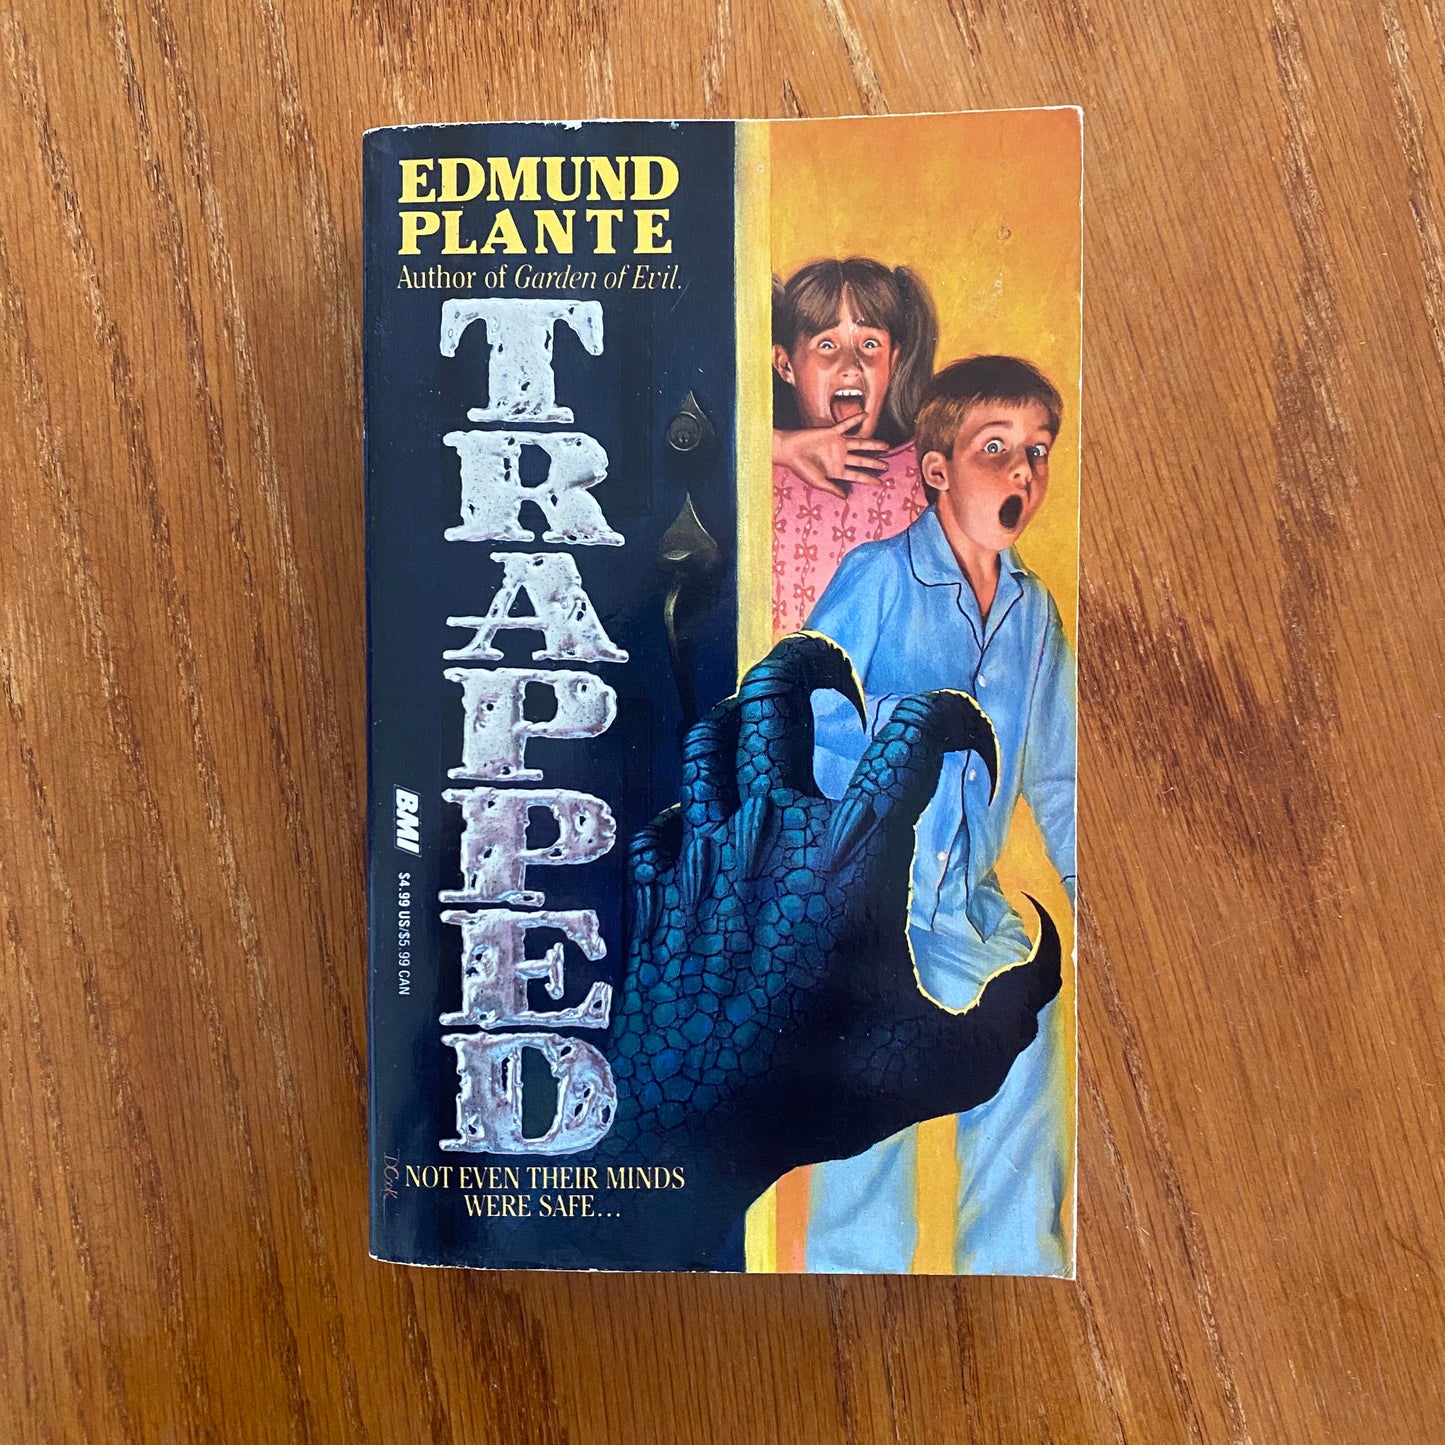 EDMUND
PLANTE
Author of Garden of Evil.
TRAPPED
BMI
$4.99 US/$5.99 CAN
NOT EVEN THEIR MINDS
WERE SAFE...
DCook